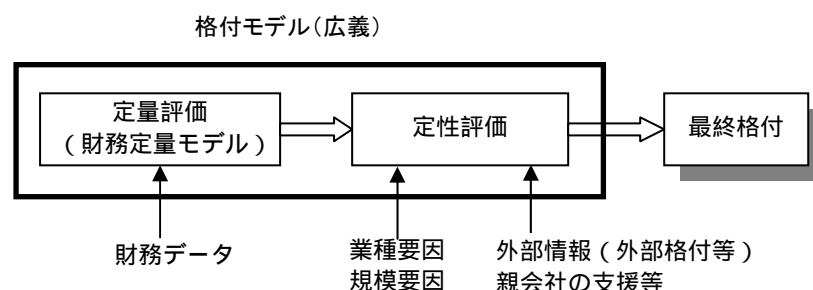 格付モデル(広義)
定量評価
(財務定量モデル)
定性評価
最終格付
財務データ
業種要因
規模要因
外部情報(外部格付等)
親会社の支援等